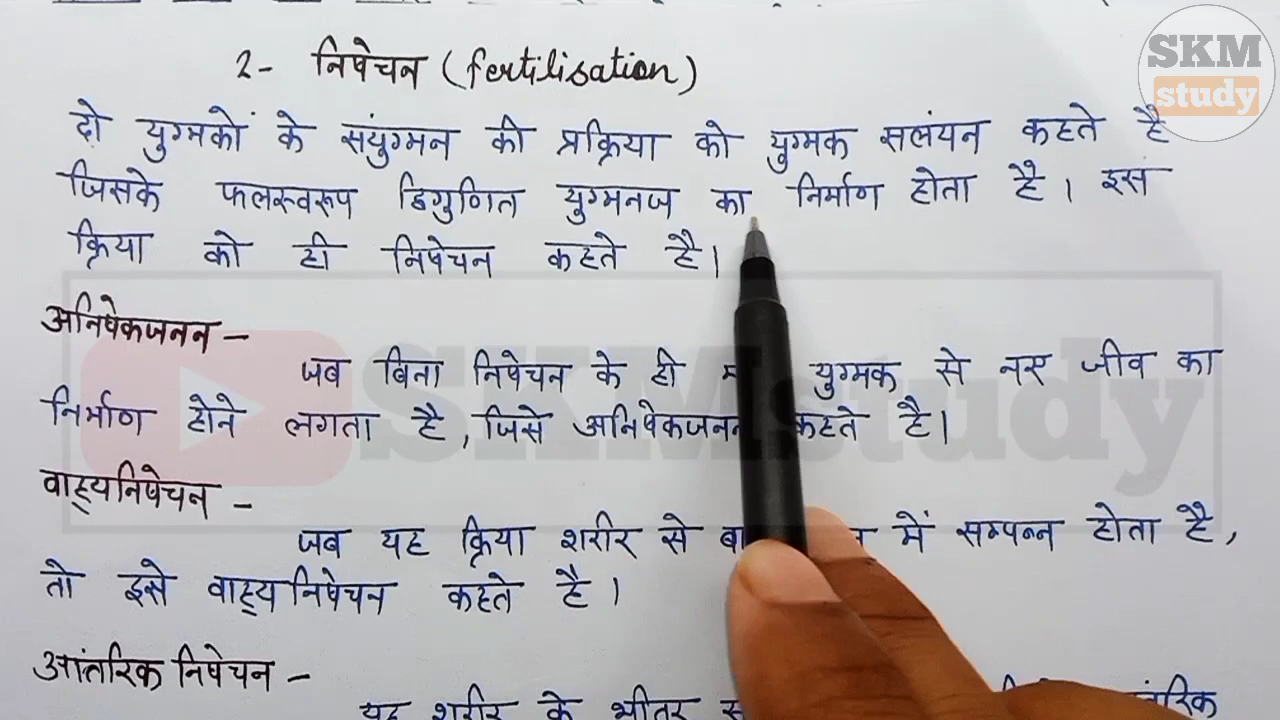 SKM
study
2- निषेचन (fertilisation)
दो युग्मकों के संयुग्मन की प्रक्रिया को युग्मक सलंयन कहते है
जिसके फलस्वरूप डिगुणित युग्मनज का निर्माण होता है। इस
क्रिया को ही निषेचन कहते है।
अनिषेकजनन -
जब बिना निषेचन के ही युग्मक से नए जीव का
निर्माण होने लगता है, जिसे अनिषेकजनन कहते है।
वाह्यनिषेचन -
जब यह क्रिया शरीर से में सम्पन्न होता है,
तो इसे वाह्यनिषेचन कहते है।
आंतरिक निषेचन -
यह शरीर के भीतर
SKMstudy